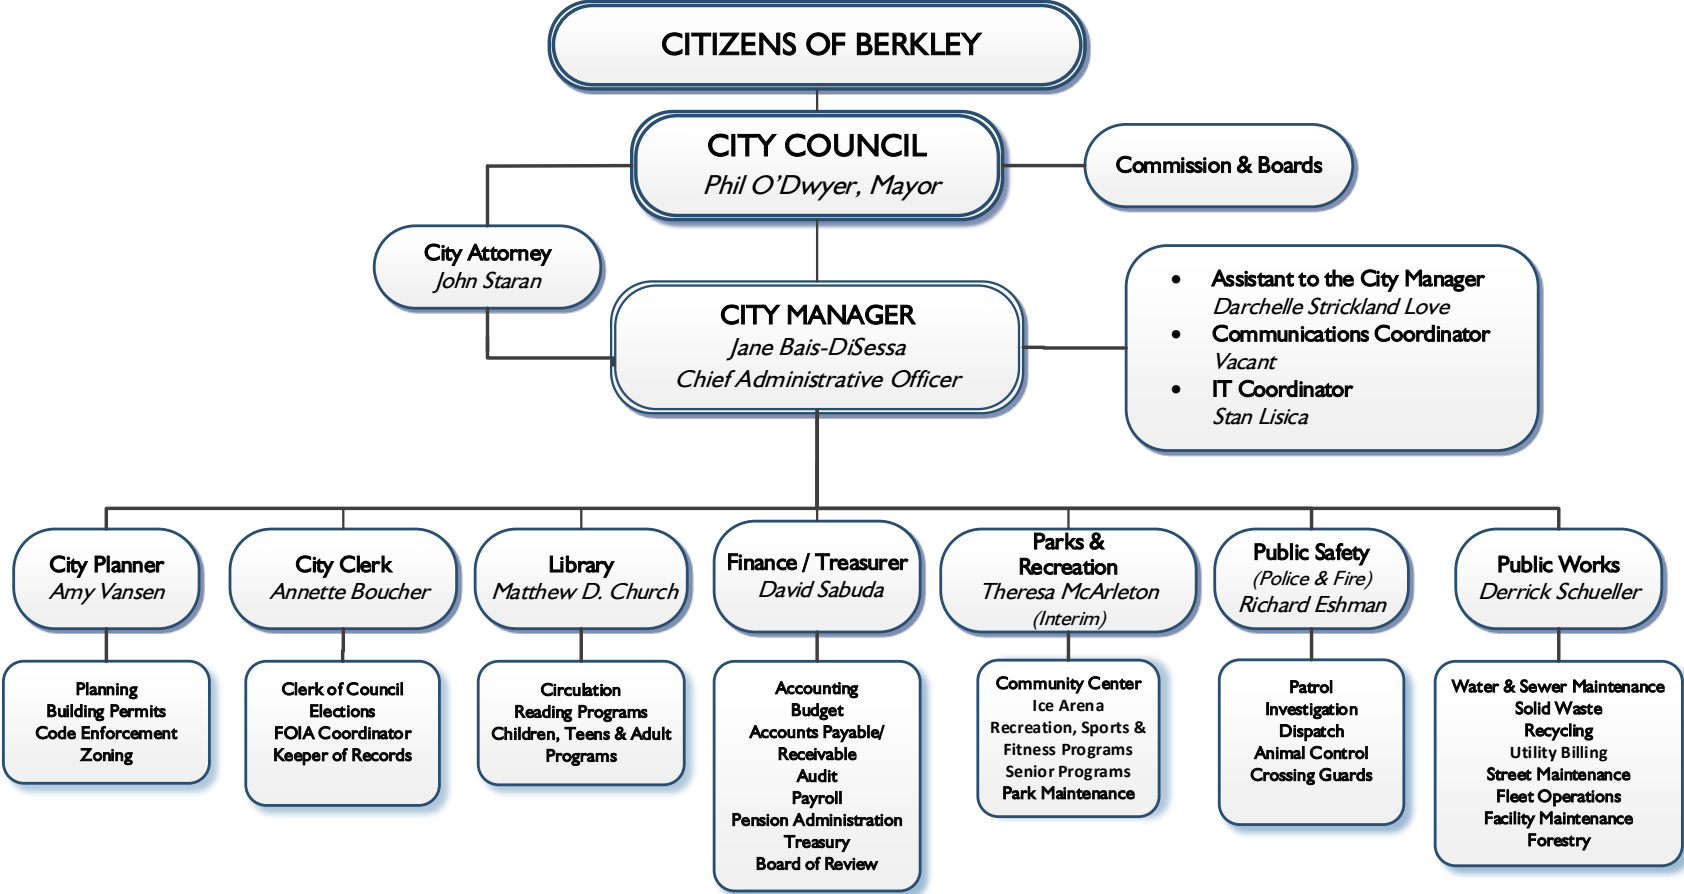 CITIZENS OF BERKLEY
CITY COUNCIL
Phil O'Dwyer, Mayor
Commission & Boards
City Attorney
John Staran
CITY MANAGER
Jane Bais-DiSessa
Chief Administrative Officer
• Assistant to the City Manager
Darchelle Strickland Love
• Communications Coordinator
Vacant
• IT Coordinator
Stan Lisica
City Planner
Amy Vansen
City Clerk
Annette Boucher
Library
Matthew D. Church
Finance / Treasurer
David Sabuda
Parks &
Recreation
Theresa McArleton
(Interim)
Public Safety
(Police & Fire)
Richard Eshman
Public Works
Derrick Schueller
Planning
Building Permits
Code Enforcement
Zoning
Clerk of Council
Elections
FOIA Coordinator
Keeper of Records
Circulation
Reading Programs
Children, Teens & Adult
Programs
Accounting
Budget
Accounts Payable/
Receivable
Audit
Payroll
Pension Administration
Treasury
Board of Review
Community Center
Ice Arena
Recreation, Sports &
Fitness Programs
Senior Programs
Park Maintenance
Patrol
Investigation
Dispatch
Animal Control
Crossing Guards
Water & Sewer Maintenance
Solid Waste
Recycling
Utility Billing
Street Maintenance
Fleet Operations
Facility Maintenance
Forestry